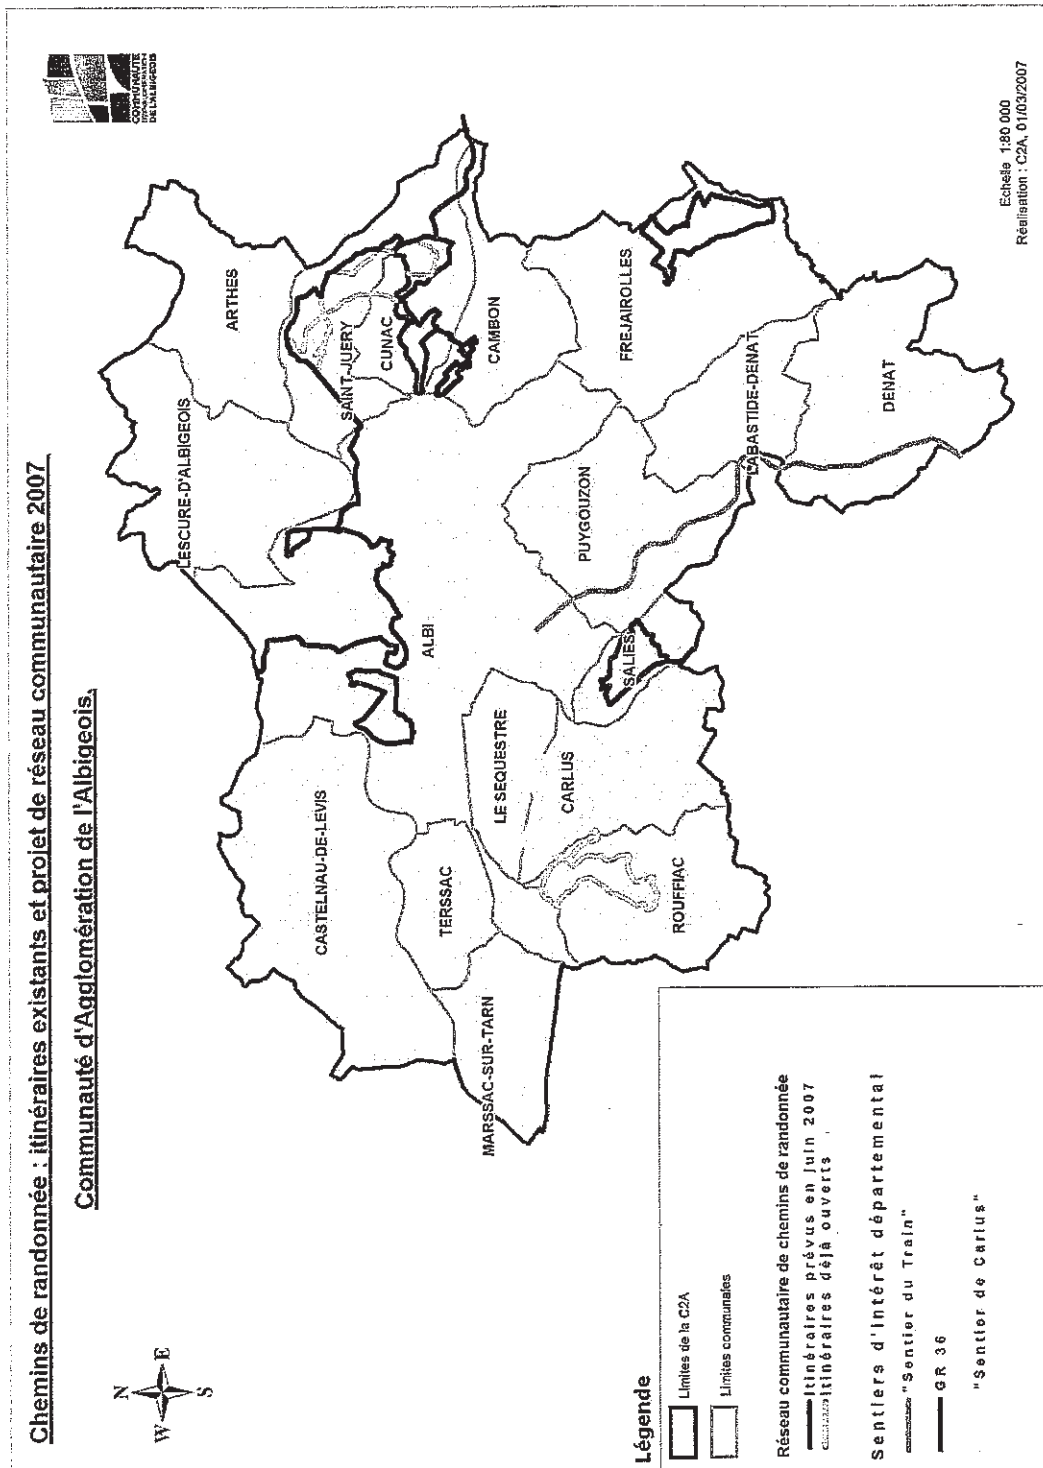 Chemins de randonnée : itinéraires existants et projet de réseau communautaire 2007
Communauté d'Agglomération de l'Albigeois.
COMMUNAUTE
DE L'ALBIGEOIS
N
W
E
S
ARTHES
LESCURE-D'ALBIGEOIS
SAINT-JUERY
CUNAC
CAMBON
CASTELNAU-DE-LEVIS
ALBI
TERSSAC
MARSSAC-SUR-TARN
LE SEQUESTRE
CARLUS
PUYGOUZON
FREJAIROLLES
SALIES
LABASTIDE-DENAT
ROUFFIAC
DENAT
Légende
Limites de la C2A
Limites communales
Réseau communautaire de chemins de randonnée
Itinéraires prévus en juin 2007
Itinéraires déjà ouverts
Sentiers d'intérêt départemental
"Sentier du Train"
GR 36
"Sentier de Carlus"
Echelle 1:80 000
Réalisation : C2A, 01/03/2007